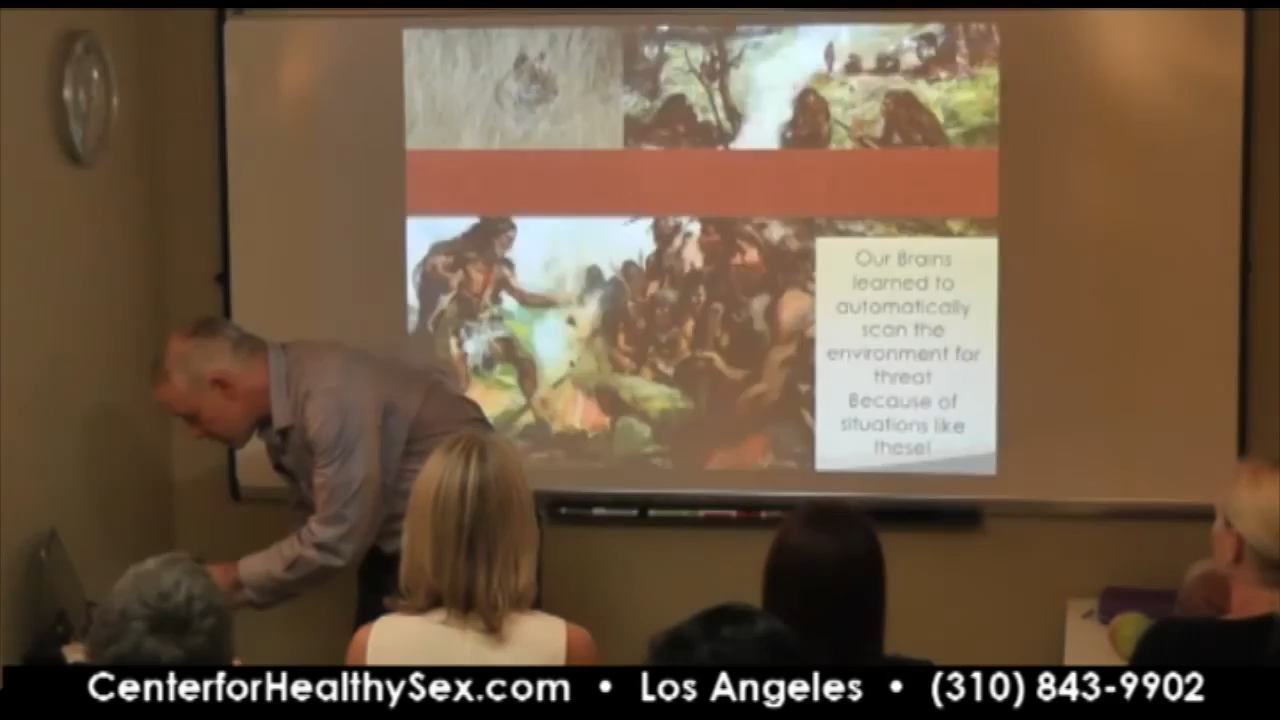 Our Brains
learned to
automatically
scan the
environment for
threat
Because of
situations like
these!
CenterforHealthySex.com • Los Angeles • (310) 843-9902